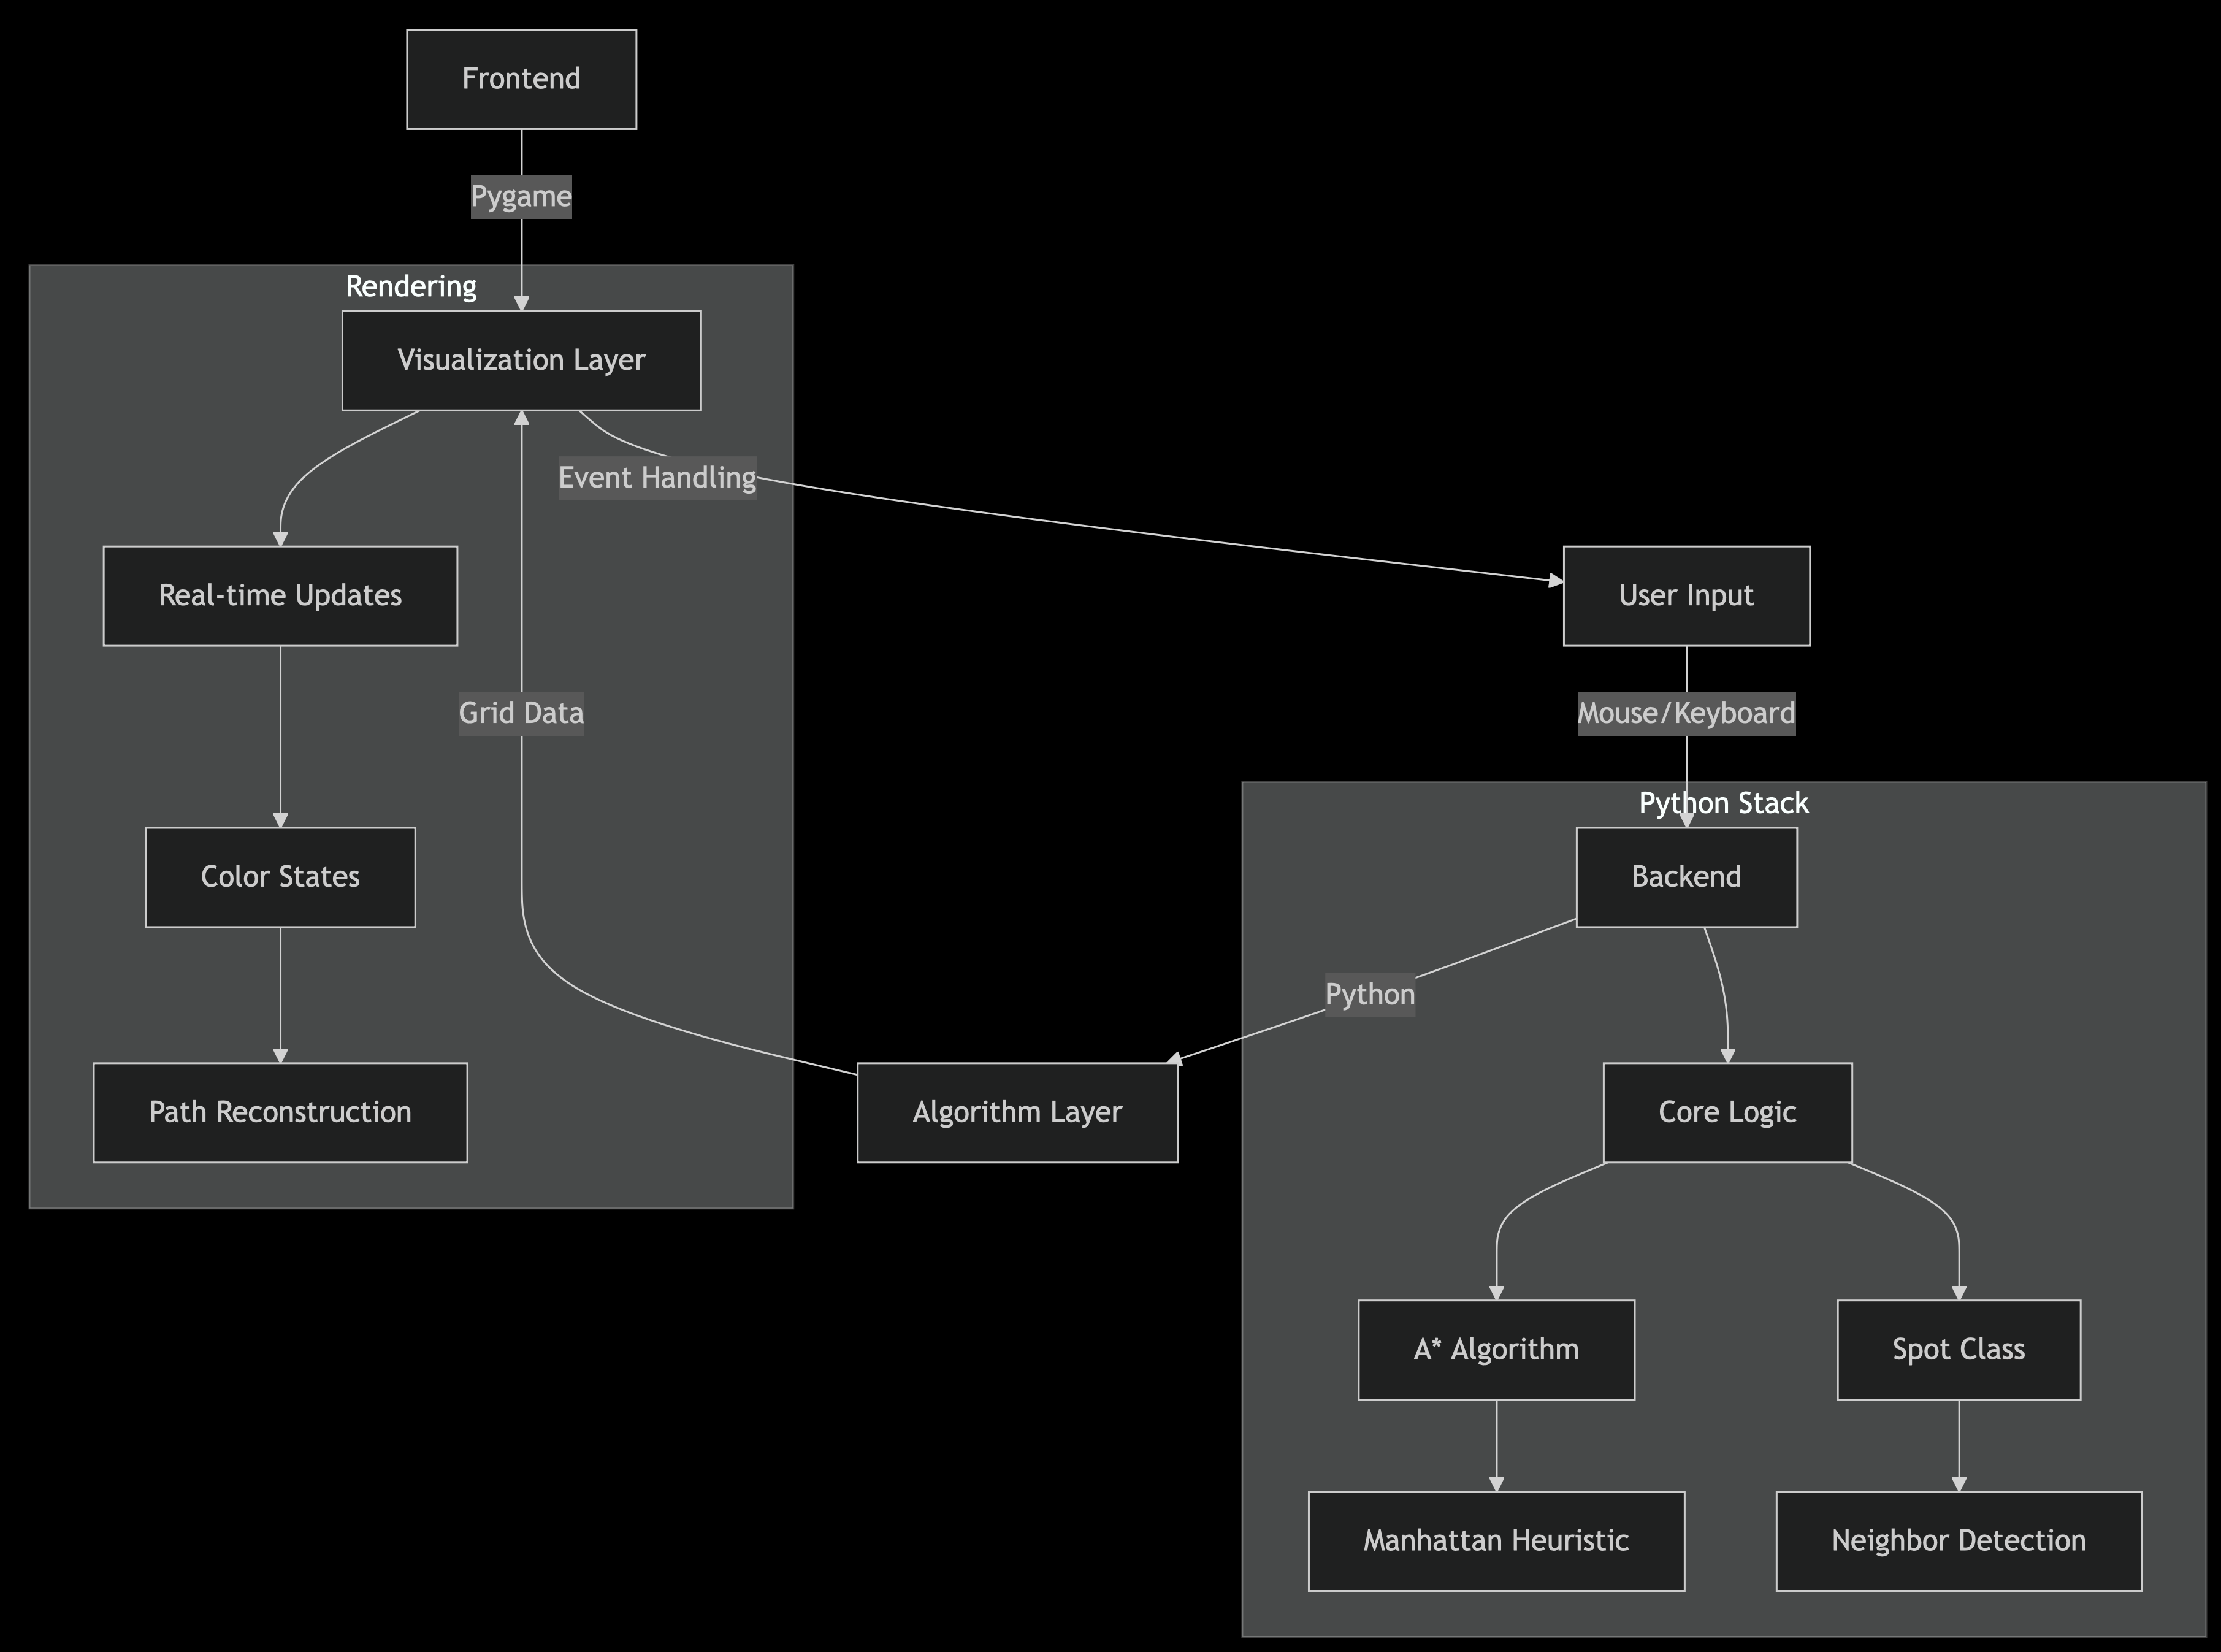 Frontend
Pygame
Rendering
Visualization Layer
Event Handling
Real-time Updates
User Input
Grid Data
Mouse/Keyboard
Python Stack
Color States
Backend
Python
Path Reconstruction
Algorithm Layer
Core Logic
A* Algorithm
Spot Class
Manhattan Heuristic
Neighbor Detection